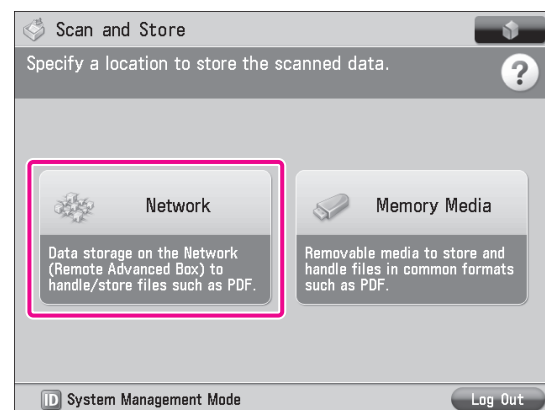 Scan and Store
Specify a location to store the scanned data.
?
Network
Data storage on the Network
(Remote Advanced Box) to
handle/store files such as PDF.
Memory Media
Removable media to store and
handle files in common formats
such as PDF.
ID System Management Mode
Log Out